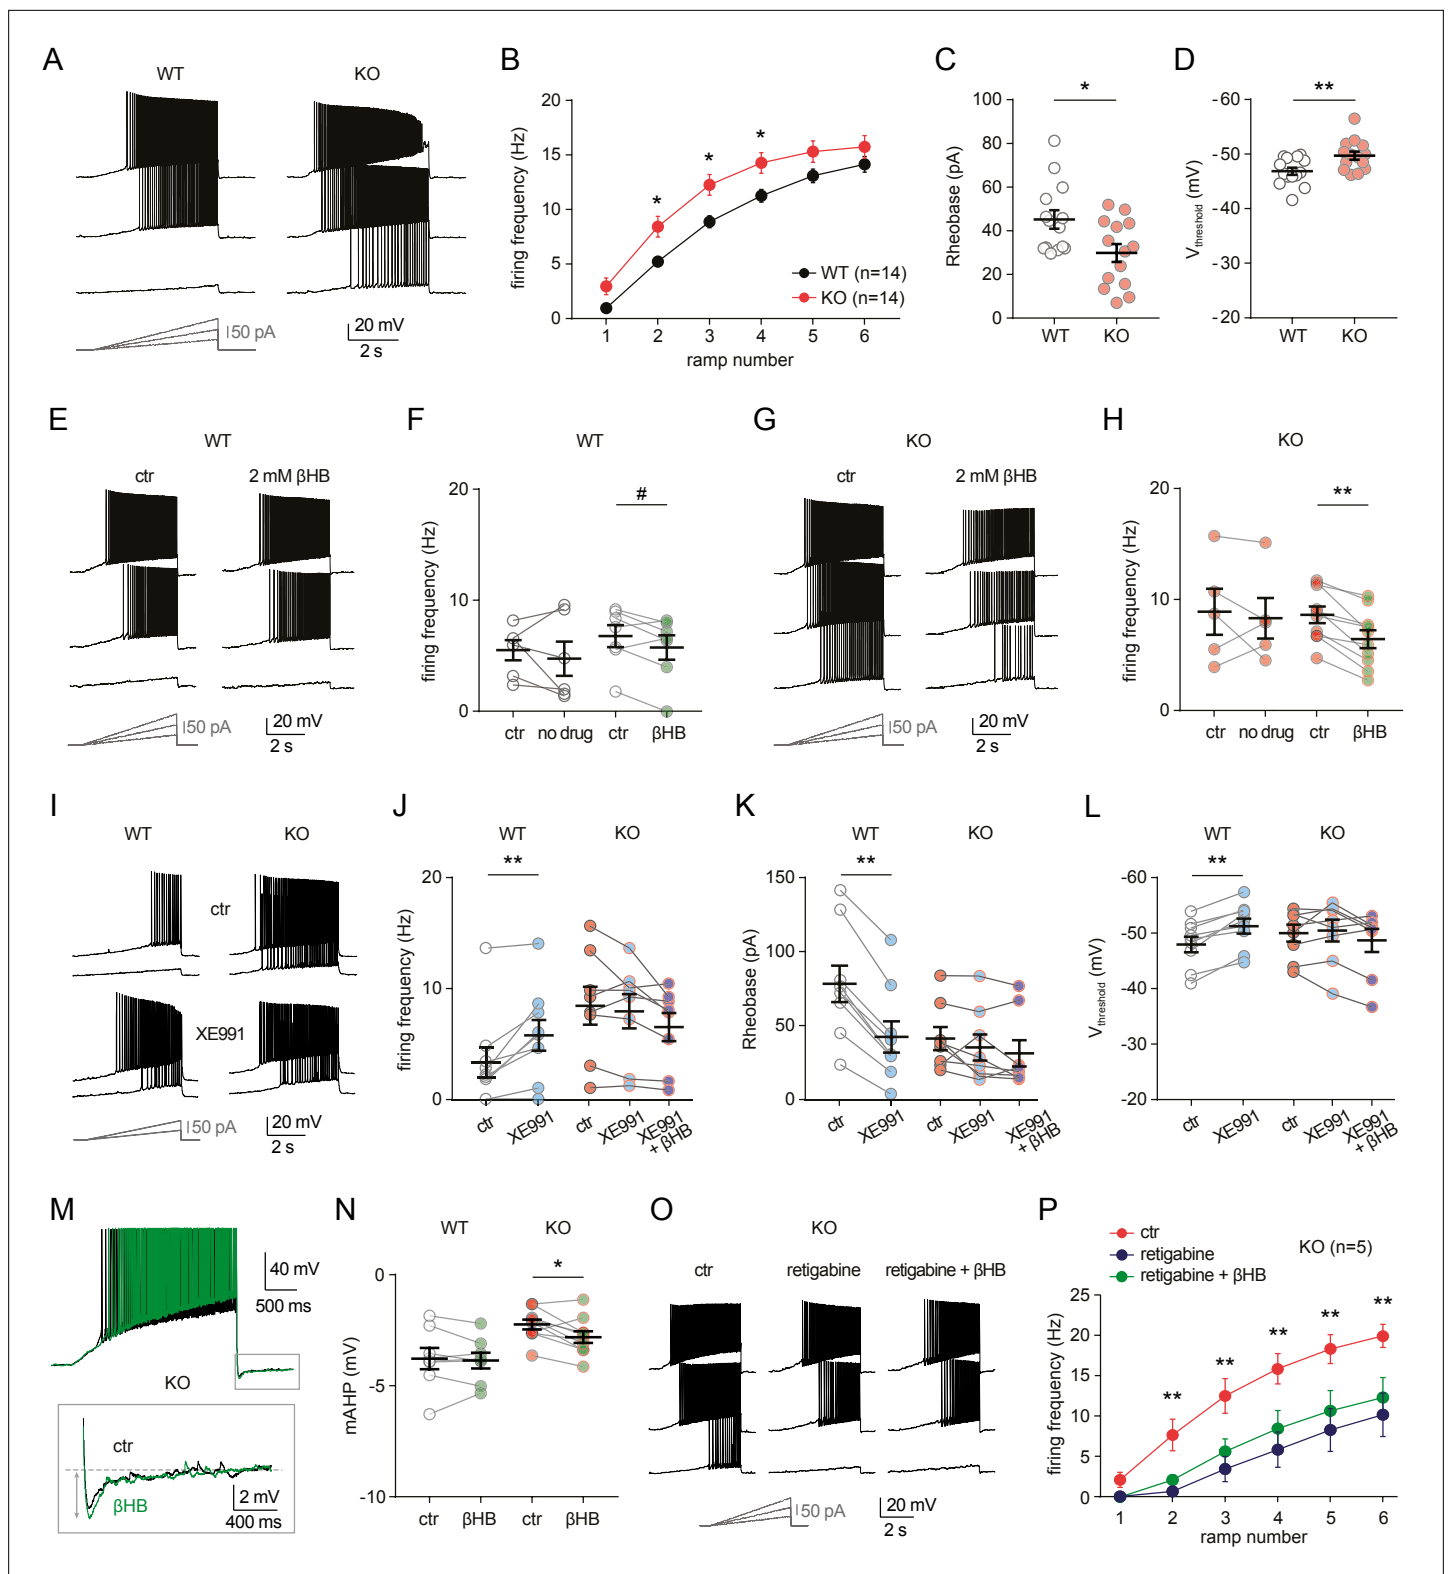 A
WT
KO
50 pA
20 mV
2 s
B
firing frequency (Hz)
20
15
10
5
0
*
*
*
WT (n=14)
KO (n=14)
1 2 3 4 5 6
ramp number
C
Rheobase (pA)
100
80
60
40
20
0
*
WT KO
D
Vthreshold (mV)
-60
-50
-40
-30
-20
**
WT KO
E
WT
ctr
2 mM βHB
50 pA
20 mV
2 s
F
WT
firing frequency (Hz)
20
10
0
#
ctr no drug ctr βHB
G
KO
ctr
2 mM βHB
50 pA
20 mV
2 s
H
KO
firing frequency (Hz)
20
10
0
**
ctr no drug ctr βHB
I
WT
KO
ctr
XE991
50 pA
20 mV
2 s
J
WT
KO
**
firing frequency (Hz)
20
10
0
ctr XE991 ctr XE991 XE991
+ βHB
K
WT
KO
**
Rheobase (pA)
150
100
50
0
ctr XE991 ctr XE991 XE991
+ βHB
L
WT
KO
**
Vthreshold (mV)
-60
-50
-40
-30
-20
ctr XE991 ctr XE991 XE991
+ βHB
M
40 mV
500 ms
KO
ctr
βHB
2 mV
400 ms
N
WT
KO
*
mAHP (mV)
0
-5
-10
ctr βHB ctr βHB
O
KO
ctr
retigabine
retigabine + βHB
50 pA
20 mV
2 s
P
ctr
retigabine
retigabine + βHB
KO (n=5)
firing frequency (Hz)
25
20
15
10
5
0
**
**
**
**
**
1 2 3 4 5 6
ramp number